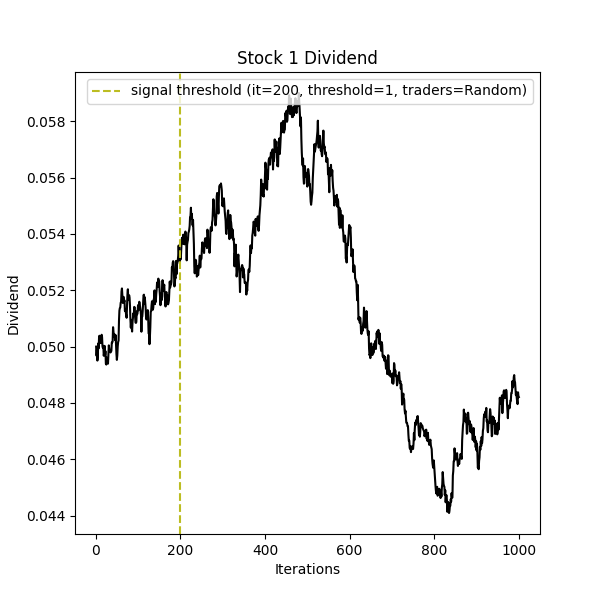 Stock 1 Dividend
signal threshold (it=200, threshold=1, traders=Random)
0.058
0.056
0.054
0.052
0.050
0.048
0.046
0.044
Dividend
0 200 400 600 800 1000
Iterations